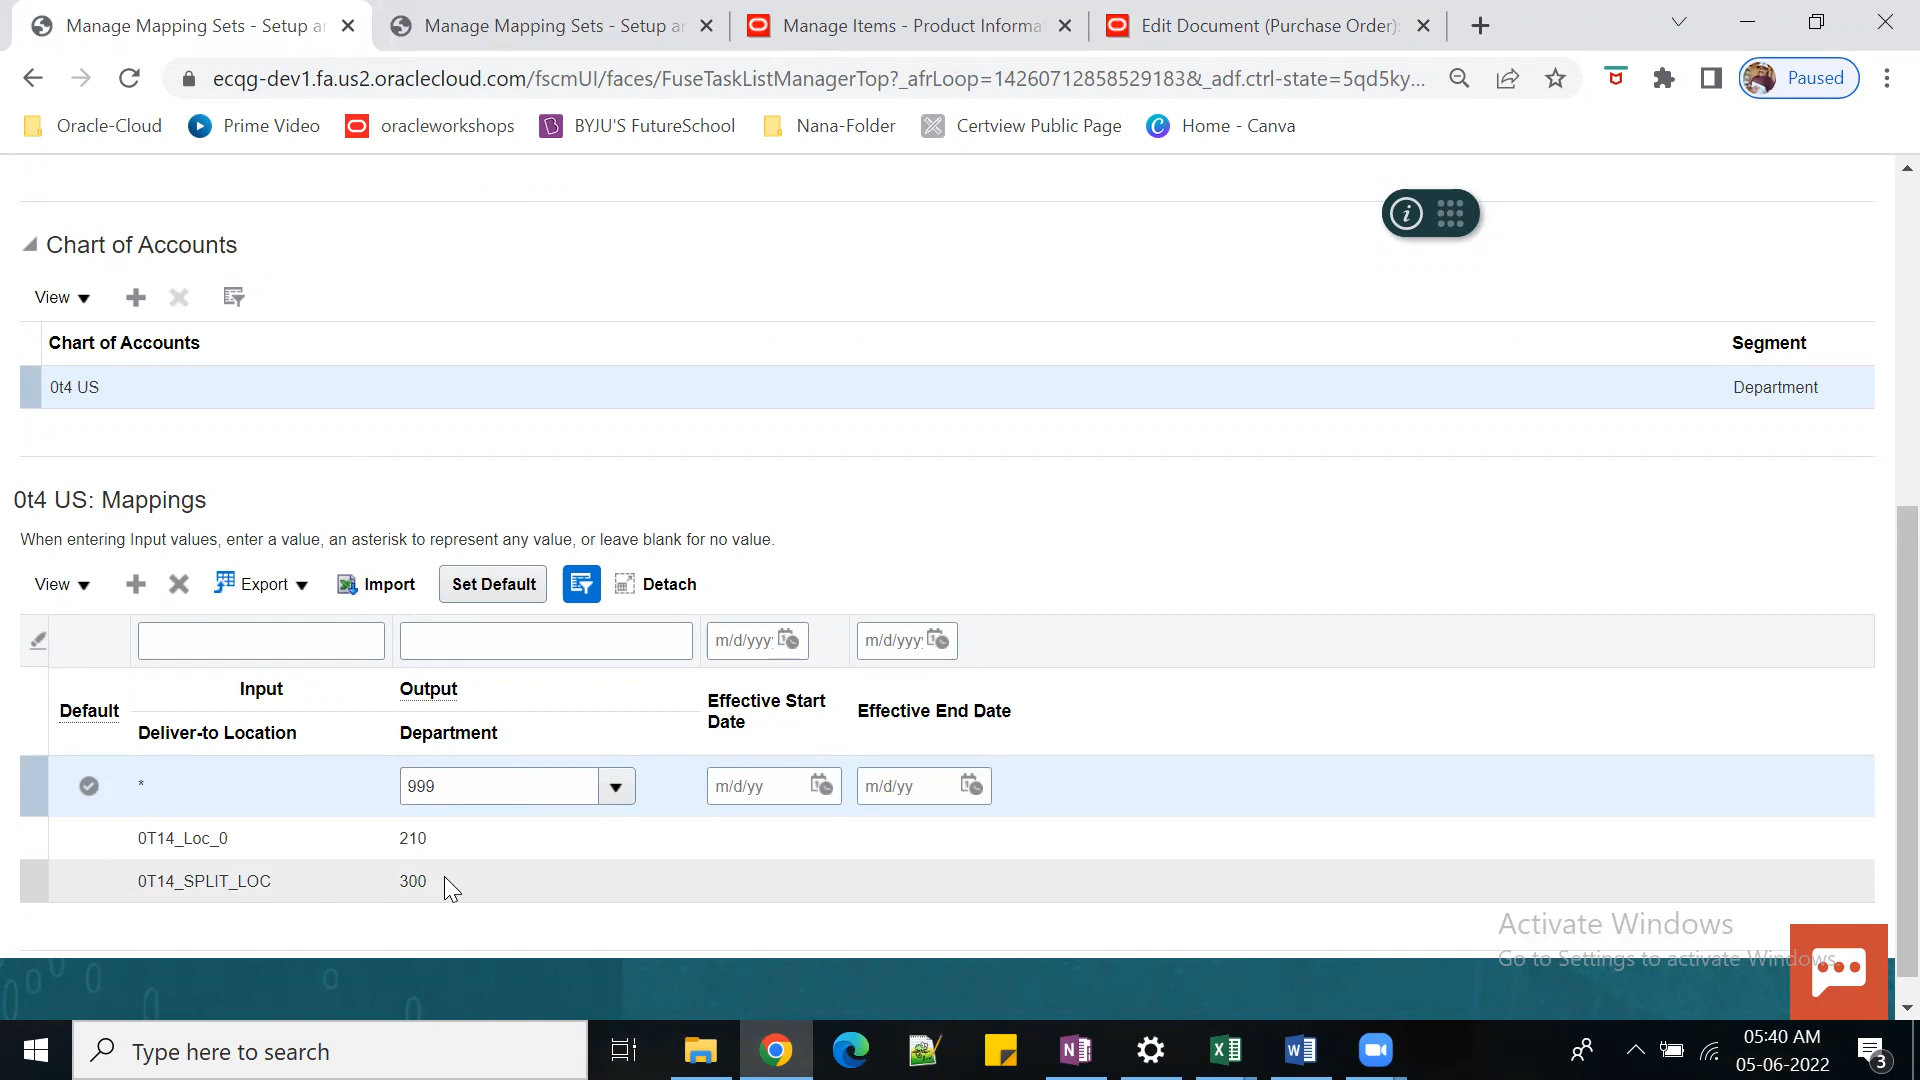 Manage Mapping Sets - Setup ar
Manage Mapping Sets - Setup ar
Manage Items - Product Informa
Edit Document (Purchase Order):
ecqg-dev1.fa.us2.oraclecloud.com/fscmUI/faces/FuseTaskListManagerTop?_afrLoop=14260712858529183&_adf.ctrl-state=5qd5ky...
Paused
Oracle-Cloud
Prime Video
oracleworkshops
BYJU'S FutureSchool
Nana-Folder
Certview Public Page
Home - Canva
Chart of Accounts
View
Chart of Accounts Segment
0t4 US Department
0t4 US: Mappings
When entering Input values, enter a value, an asterisk to represent any value, or leave blank for no value.
View Export Import Set Default Detach
m/d/yyy m/d/yyy
Input Output
Default Effective Start Date Effective End Date
Deliver-to Location Department
* 999 m/d/yy m/d/yy
0T14_Loc_0 210
0T14_SPLIT_LOC 300
Activate Windows
Go to Settings to activate Windows.
Type here to search
05:40 AM
05-06-2022
3